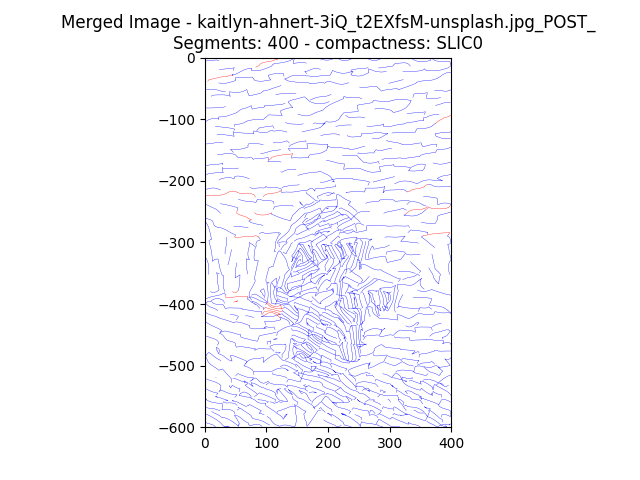 Merged Image - kaitlyn-ahnert-3iQ_t2EXfsM-unsplash.jpg_POST_
Segments: 400 - compactness: SLIC0
0
−100
−200
−300
−400
−500
−600
0 100 200 300 400